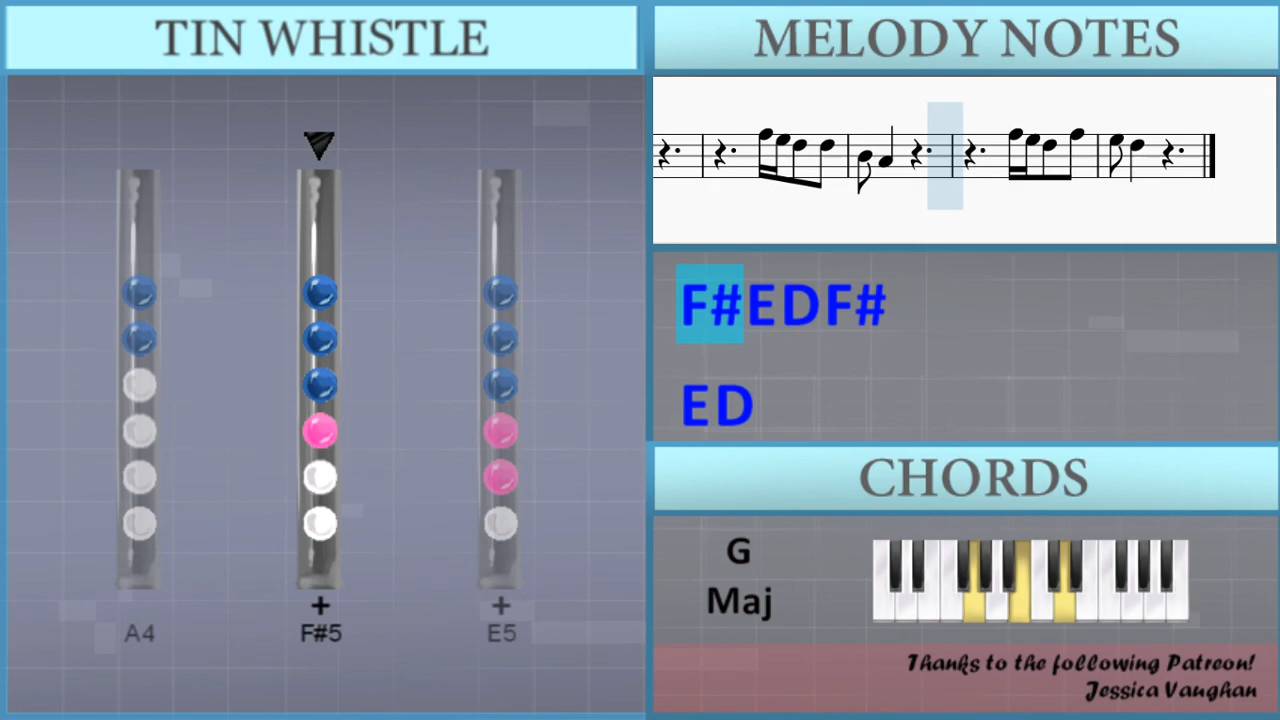 TIN WHISTLE
MELODY NOTES
F#EDF#
ED
+
+
A4
F#5
E5
CHORDS
G
Maj
Thanks to the following Patreon!
Jessica Vaughan